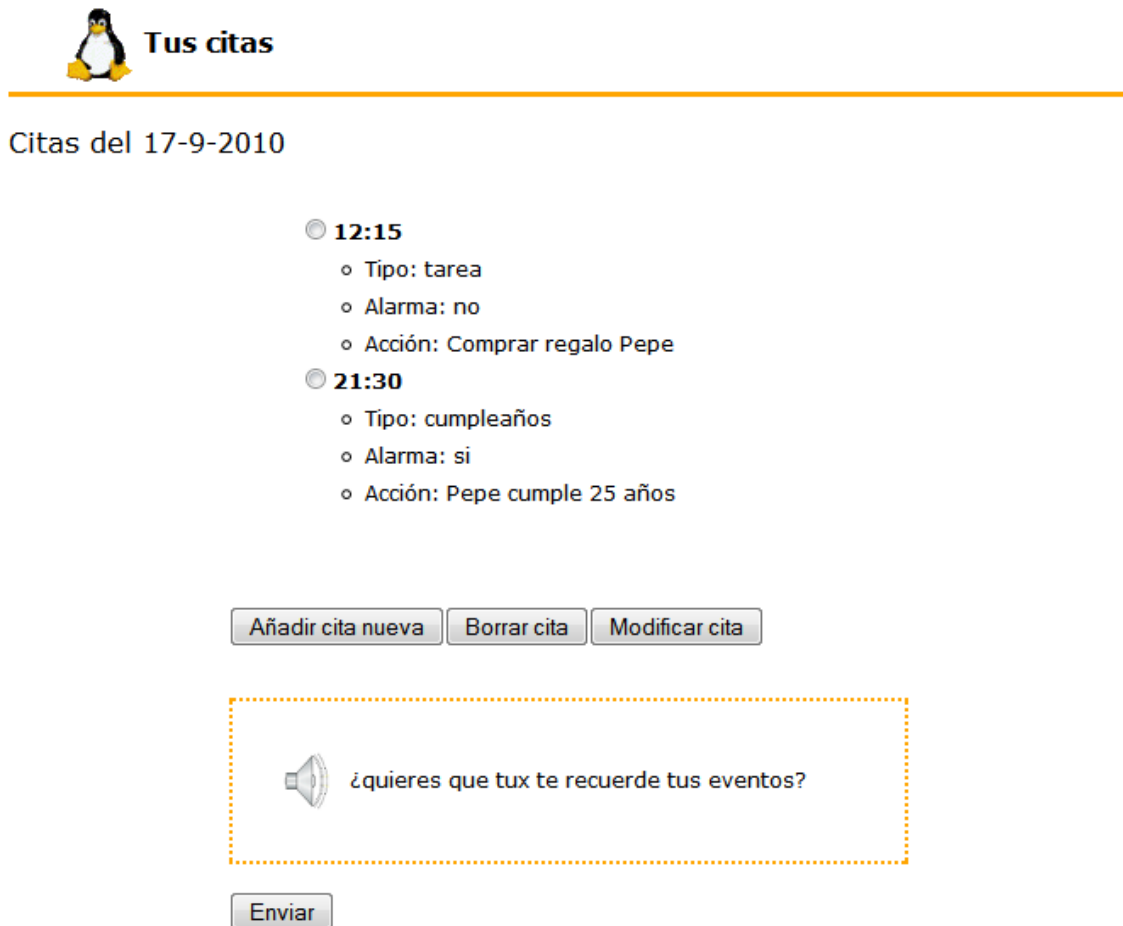 Tus citas
Citas del 17-9-2010
12:15
Tipo: tarea
Alarma: no
Acción: Comprar regalo Pepe
21:30
Tipo: cumpleaños
Alarma: si
Acción: Pepe cumple 25 años
Añadir cita nueva Borrar cita Modificar cita
¿quieres que tux te recuerde tus eventos?
Enviar